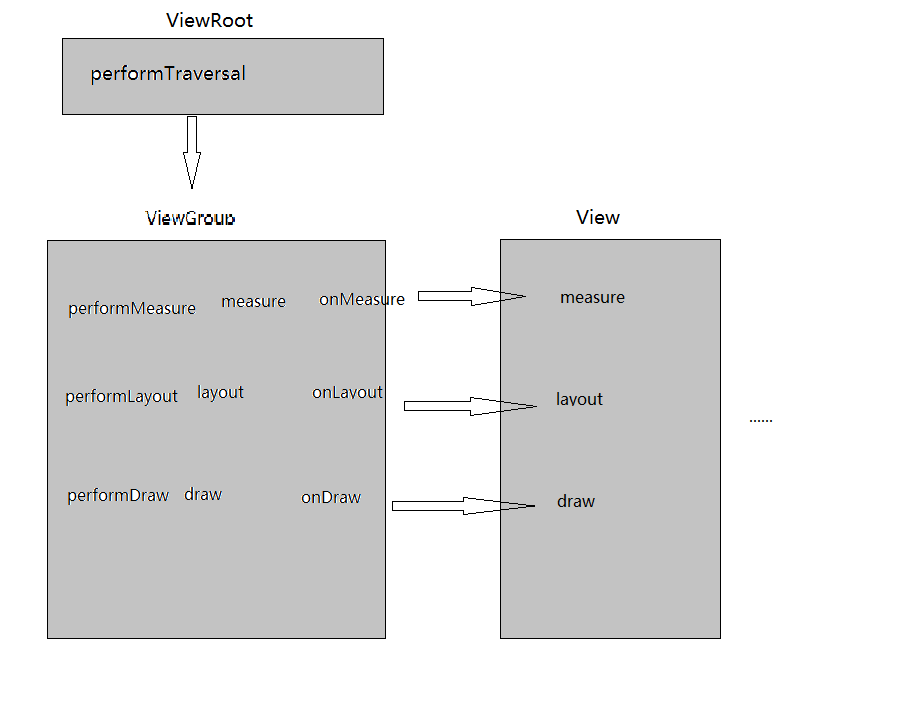 ViewRoot
performTraversal
ViewGroup
View
performMeasure measure onMeasure
measure
performLayout layout onLayout
layout
......
performDraw draw onDraw
draw